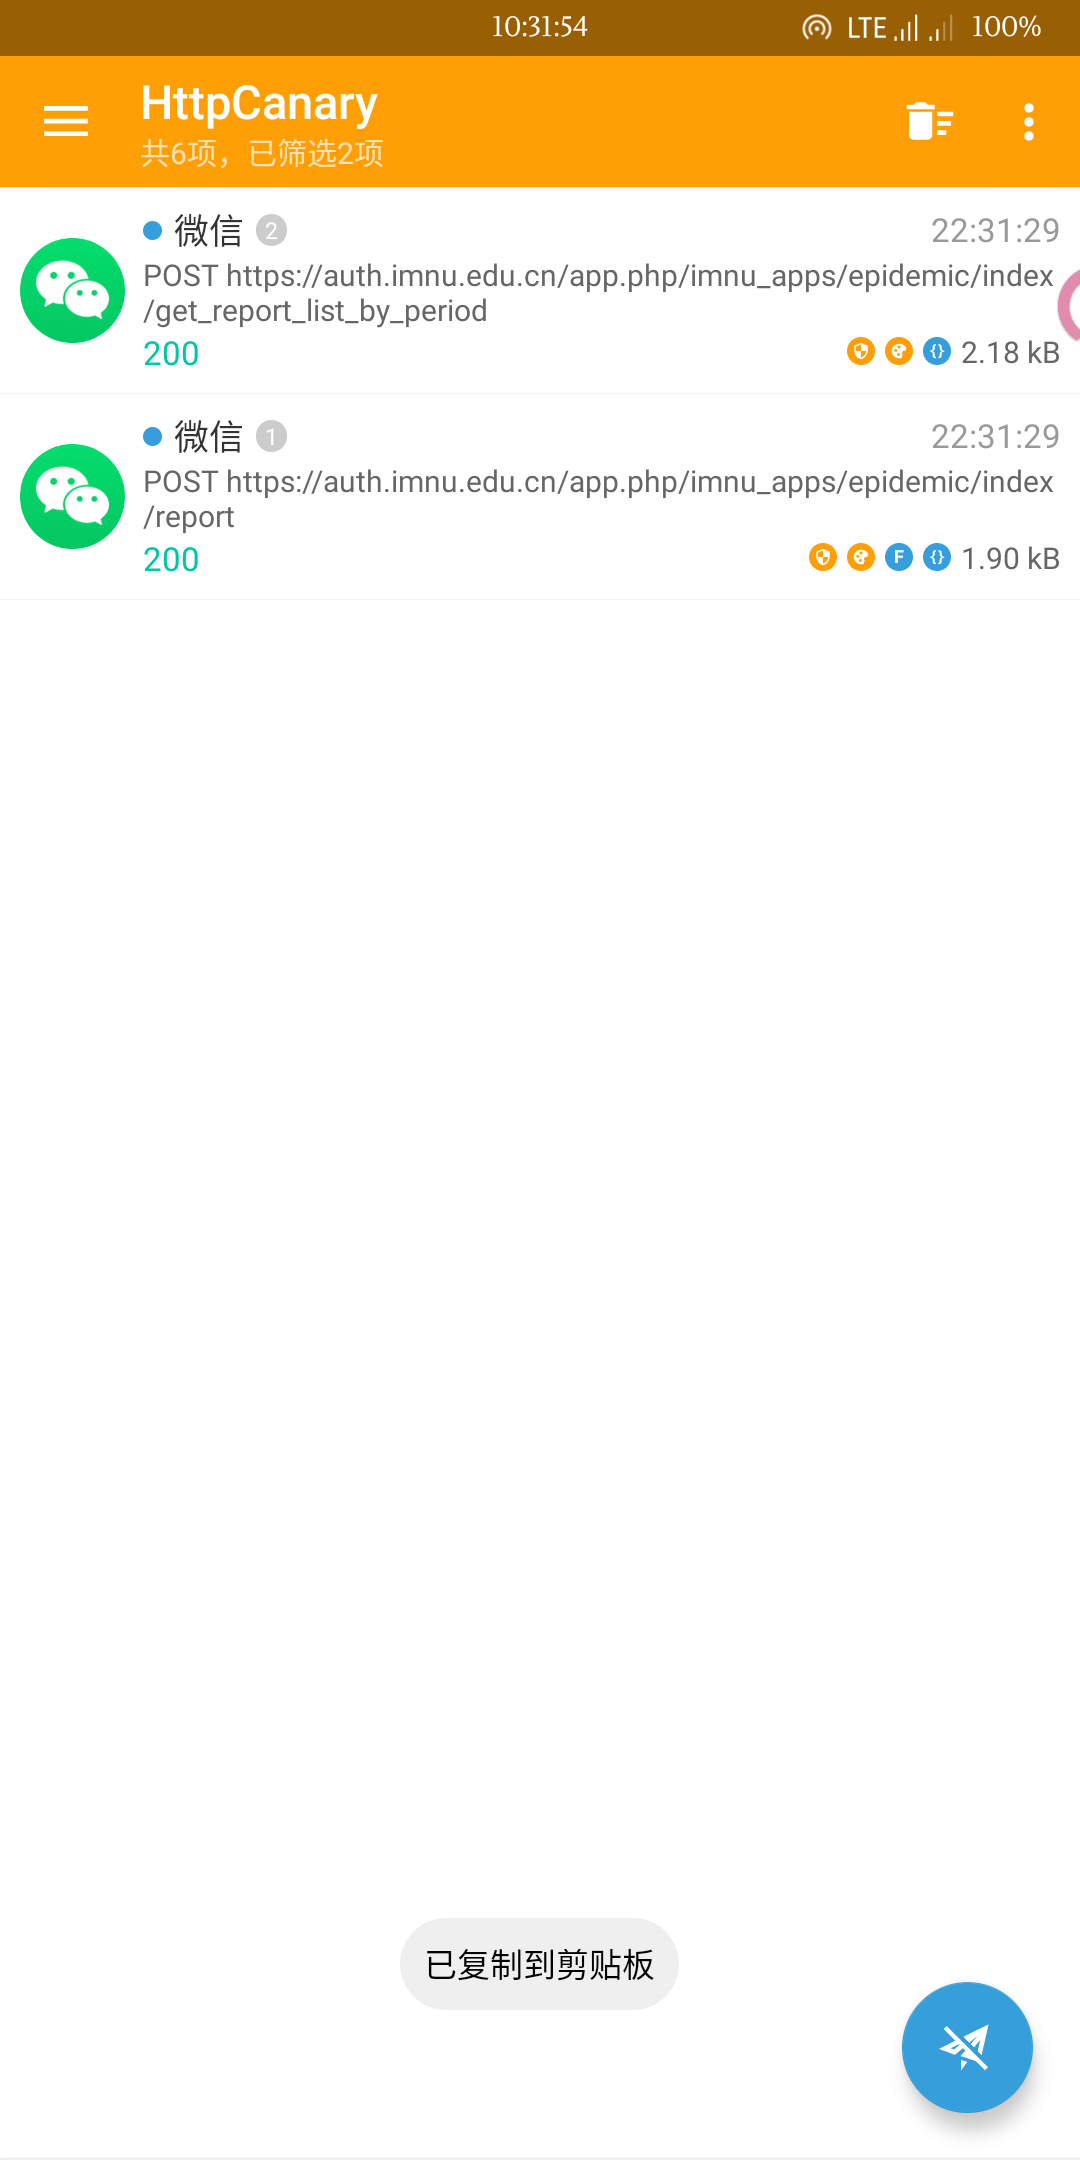 10:31:54 LTE 100%
HttpCanary
共6项，已筛选2项
微信 2 22:31:29
POST https://auth.imnu.edu.cn/app.php/imnu_apps/epidemic/index
/get_report_list_by_period
200 {} 2.18 kB
微信 1 22:31:29
POST https://auth.imnu.edu.cn/app.php/imnu_apps/epidemic/index
/report
200 F {} 1.90 kB
已复制到剪贴板